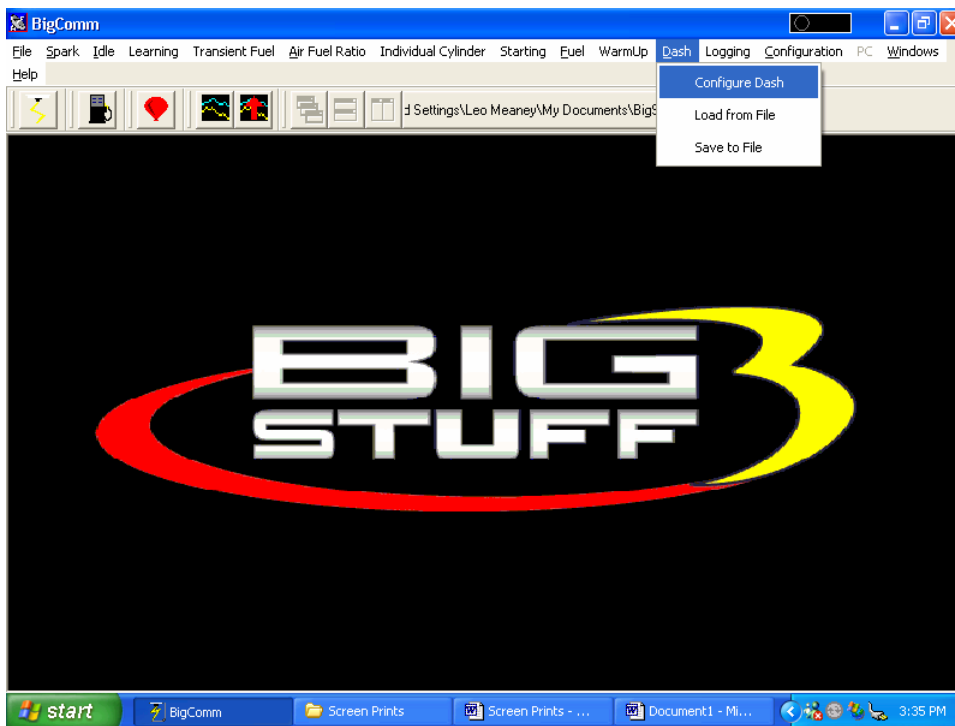 BigComm
File Spark Idle Learning Transient Fuel Air Fuel Ratio Individual Cylinder Starting Fuel WarmUp Dash Logging Configuration PC Windows
Help
Configure Dash
Load from File
Save to File
d Settings\Leo Meaney\My Documents\BigS
BIG
STUFF
3
start BigComm Screen Prints Screen Prints - ... Document1 - Mi... 3:35 PM